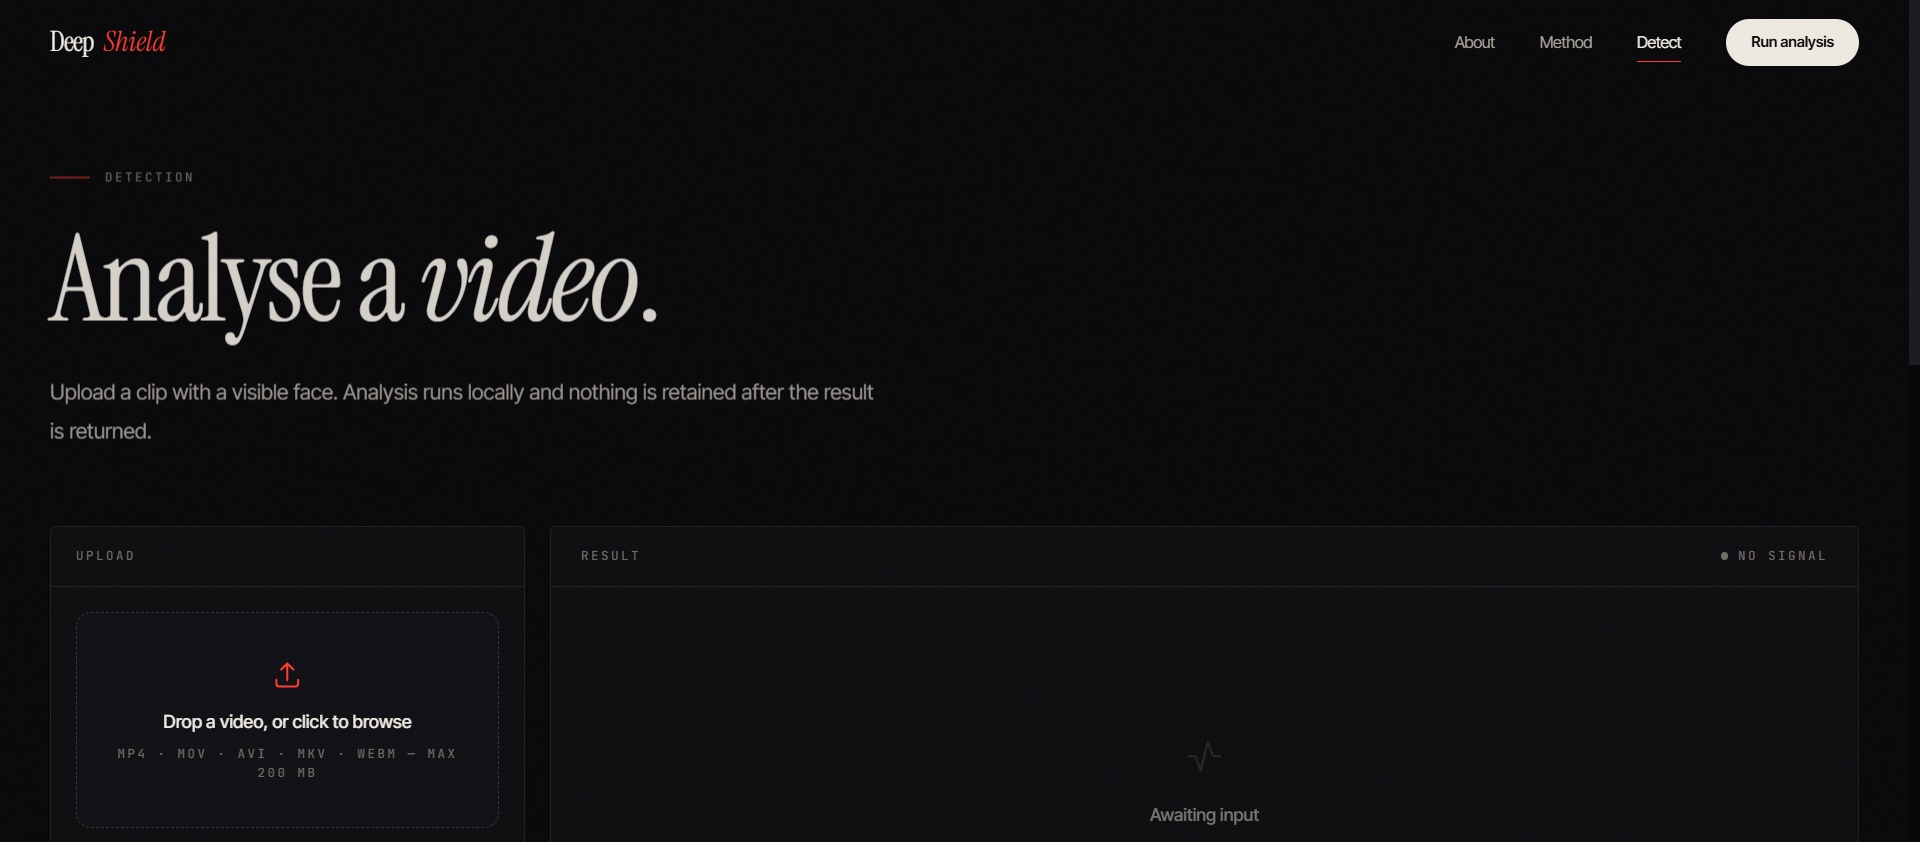 Deep Shield
About Method Detect Run analysis
DETECTION
Analyse a video.
Upload a clip with a visible face. Analysis runs locally and nothing is retained after the result
is returned.
UPLOAD
RESULT
NO SIGNAL
Drop a video, or click to browse
MP4 · MOV · AVI · MKV · WEBM — MAX
200 MB
Awaiting input